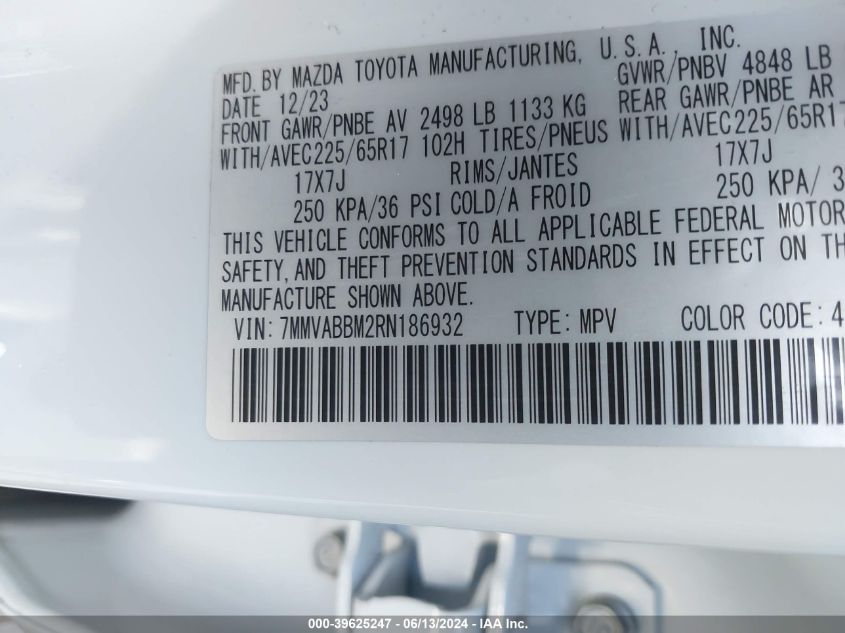 MFD. BY MAZDA TOYOTA MANUFACTURING, U.S.A., INC.
DATE 12/23 GVWR/PNBV 4848 LB
FRONT GAWR/PNBE AV 2498 LB 1133 KG REAR GAWR/PNBE AR
WITH/AVEC225/65R17 102H TIRES/PNEUS WITH/AVEC225/65R17
17X7J RIMS/JANTES 17X7J
250 KPA/36 PSI COLD/A FROID 250 KPA/ 3
THIS VEHICLE CONFORMS TO ALL APPLICABLE FEDERAL MOTOR
SAFETY, AND THEFT PREVENTION STANDARDS IN EFFECT ON TH
MANUFACTURE SHOWN ABOVE.
VIN: 7MMVABBM2RN186932 TYPE: MPV COLOR CODE: 4
000-39625247 - 06/13/2024 - IAA Inc.